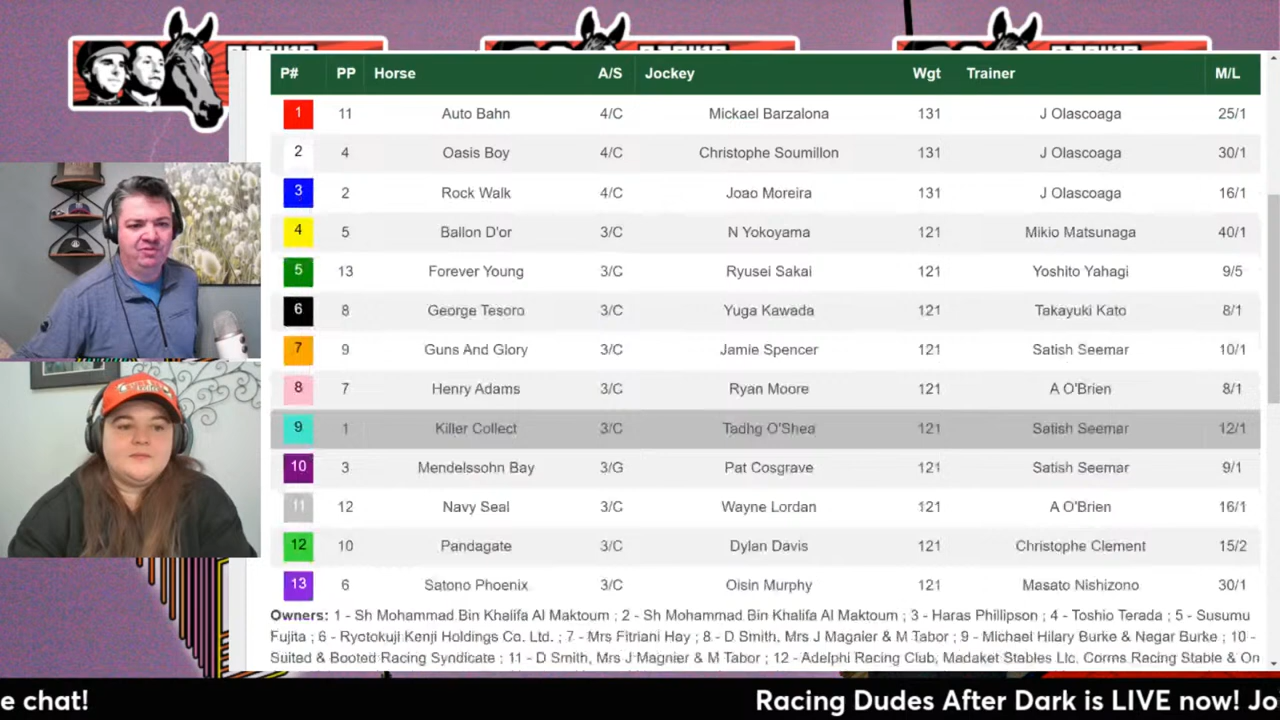 P# PP Horse A/S Jockey Wgt Trainer M/L
1 11 Auto Bahn 4/C Mickael Barzalona 131 J Olascoaga 25/1
2 4 Oasis Boy 4/C Christophe Soumillon 131 J Olascoaga 30/1
3 2 Rock Walk 4/C Joao Moreira 131 J Olascoaga 16/1
4 5 Ballon D'or 3/C N Yokoyama 121 Mikio Matsunaga 40/1
5 13 Forever Young 3/C Ryusei Sakai 121 Yoshito Yahagi 9/5
6 8 George Tesoro 3/C Yuga Kawada 121 Takayuki Kato 8/1
7 9 Guns And Glory 3/C Jamie Spencer 121 Satish Seemar 10/1
8 7 Henry Adams 3/C Ryan Moore 121 A O'Brien 8/1
9 1 Killer Collect 3/C Tadhg O'Shea 121 Satish Seemar 12/1
10 3 Mendelssohn Bay 3/G Pat Cosgrave 121 Satish Seemar 9/1
11 12 Navy Seal 3/C Wayne Lordan 121 A O'Brien 16/1
12 10 Pandagate 3/C Dylan Davis 121 Christophe Clement 15/2
13 6 Satono Phoenix 3/C Oisin Murphy 121 Masato Nishizono 30/1
Owners: 1 - Sh Mohammad Bin Khalifa Al Maktoum ; 2 - Sh Mohammad Bin Khalifa Al Maktoum ; 3 - Haras Phillipson ; 4 - Toshio Terada ; 5 - Susumu
Fujita ; 6 - Ryotokuji Kenji Holdings Co. Ltd. ; 7 - Mrs Fitriani Hay ; 8 - D Smith, Mrs J Magnier & M Tabor ; 9 - Michael Hilary Burke & Negar Burke ; 10 -
Suited & Booted Racing Syndicate ; 11 - D Smith, Mrs J Magnier & M Tabor ; 12 - Adelphi Racing Club, Madaket Stables Llc, Corms Racing Stable & On
e chat! Racing Dudes After Dark is LIVE now! Jo